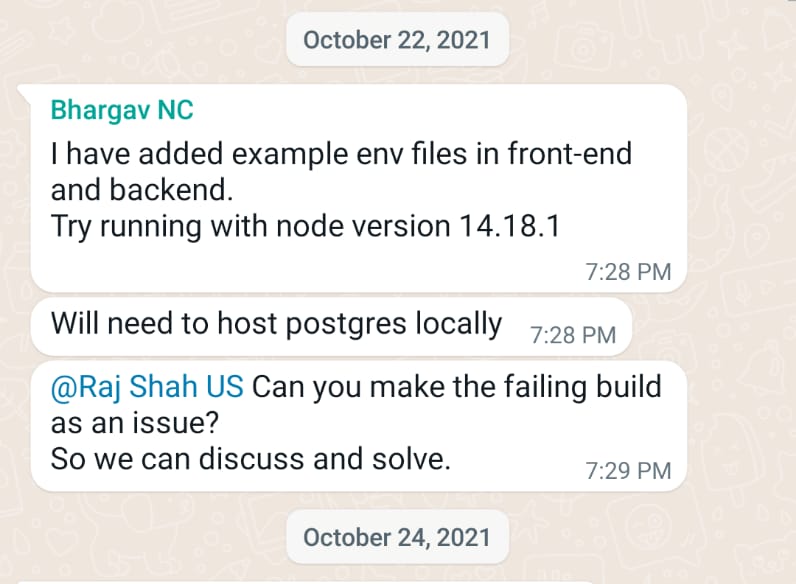 October 22, 2021
Bhargav NC
I have added example env files in front-end
and backend.
Try running with node version 14.18.1
7:28 PM
Will need to host postgres locally 7:28 PM
@Raj Shah US Can you make the failing build
as an issue?
So we can discuss and solve.
7:29 PM
October 24, 2021